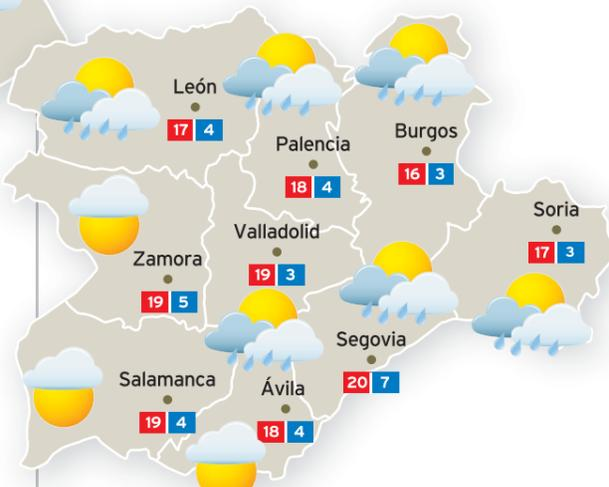 León
17 4
Palencia
18 4
Burgos
16 3
Soria
17 3
Valladolid
19 3
Zamora
19 5
Segovia
20 7
Salamanca
19 4
Ávila
18 4